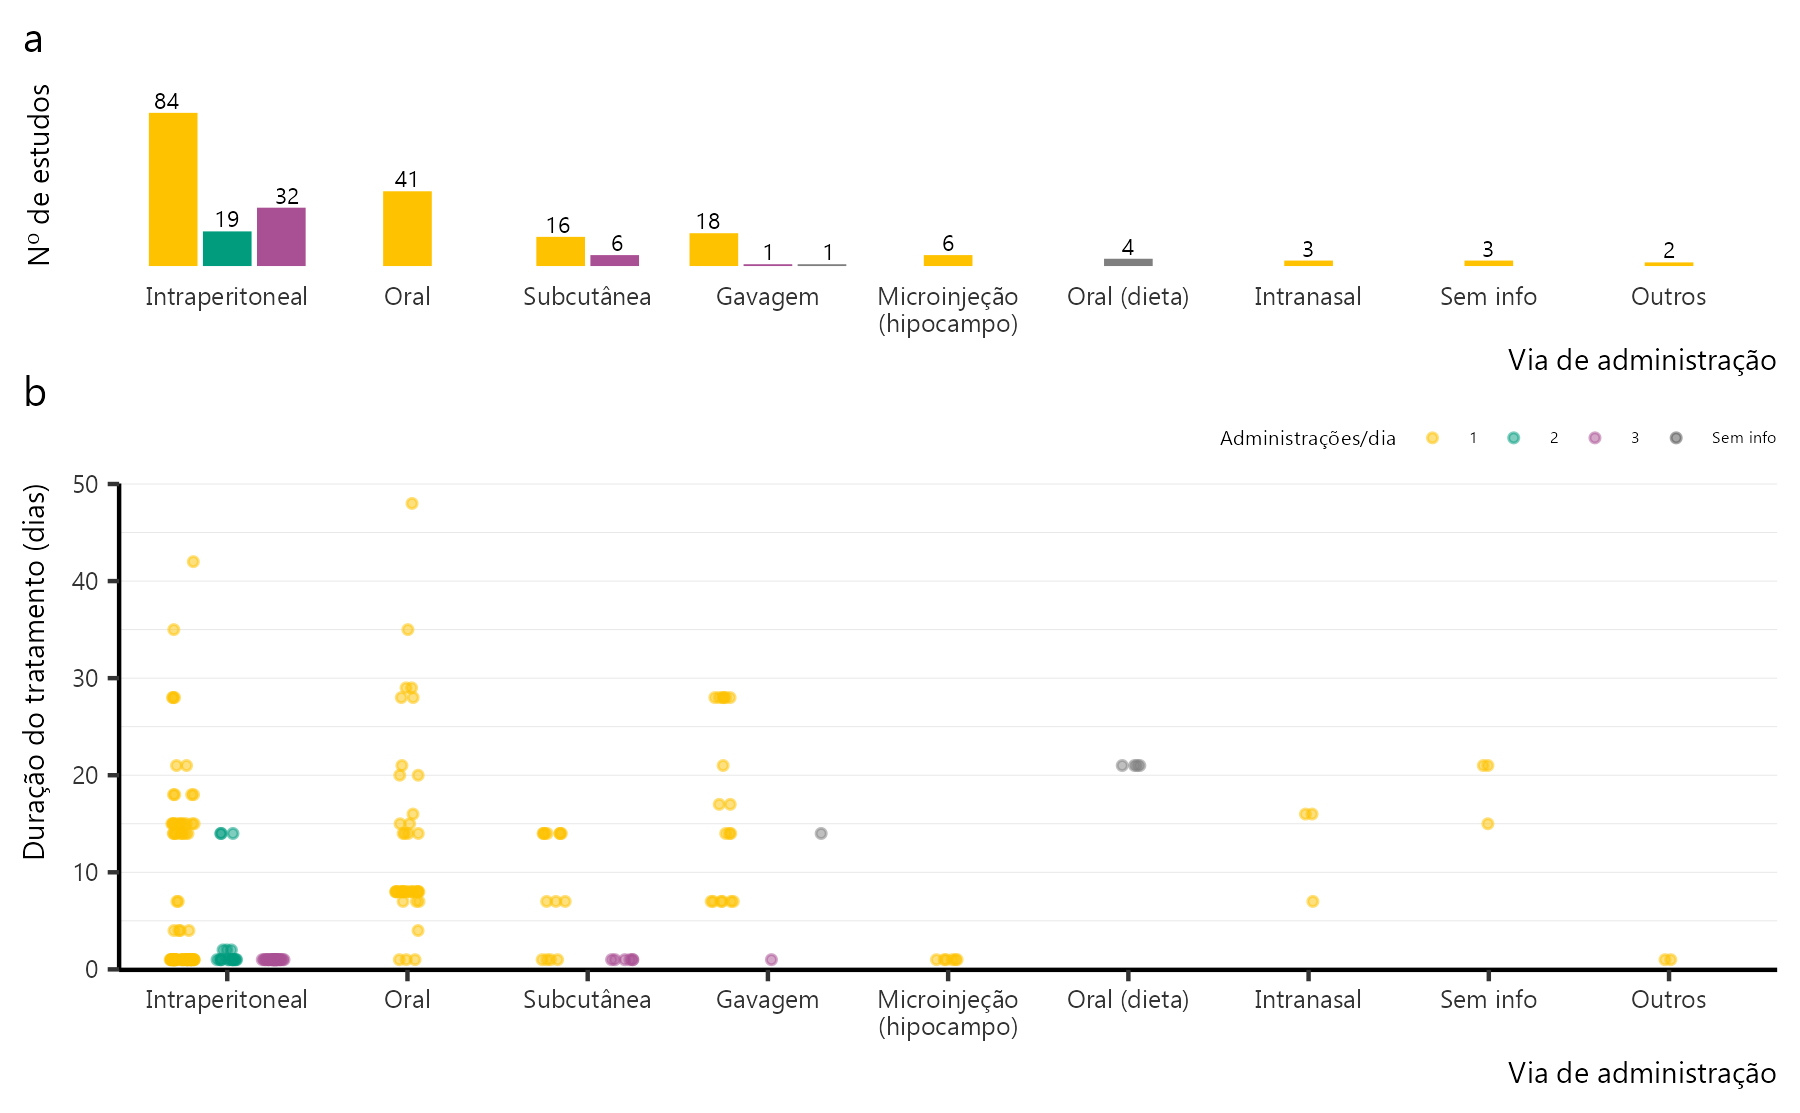 a
Nº de estudos
84
19
32
41
16
6
18
1
1
6
4
3
3
2
Intraperitoneal
Oral
Subcutânea
Gavagem
Microinjeção
(hipocampo)
Oral (dieta)
Intranasal
Sem info
Outros
Via de administração
b
Administrações/dia
1
2
3
Sem info
Duração do tratamento (dias)
50
40
30
20
10
0
Intraperitoneal
Oral
Subcutânea
Gavagem
Microinjeção
(hipocampo)
Oral (dieta)
Intranasal
Sem info
Outros
Via de administração